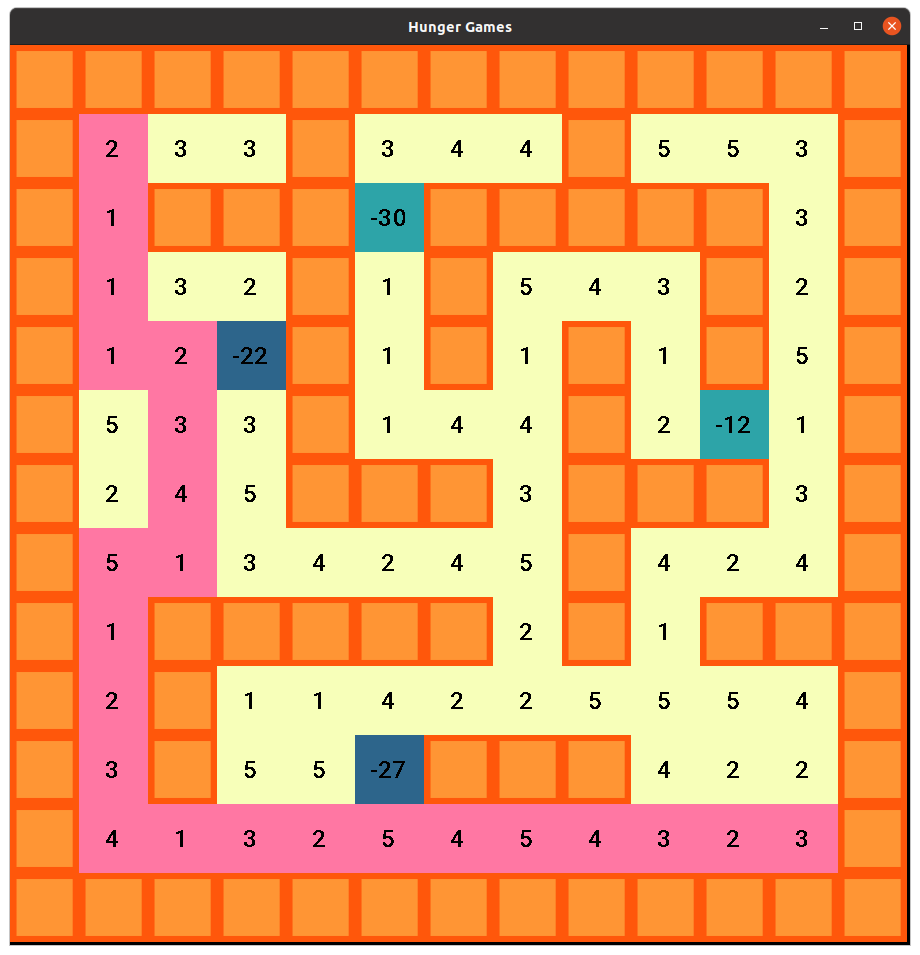 Hunger Games
2 3 3 3 4 4 5 5 3
1 -30 3
1 3 2 1 5 4 3 2
1 2 -22 1 1 1 5
5 3 3 1 4 4 2 -12 1
2 4 5 3 3
5 1 3 4 2 4 5 4 2 4
1 2 1
2 1 1 4 2 2 5 5 5 4
3 5 5 -27 4 2 2
4 1 3 2 5 4 5 4 3 2 3